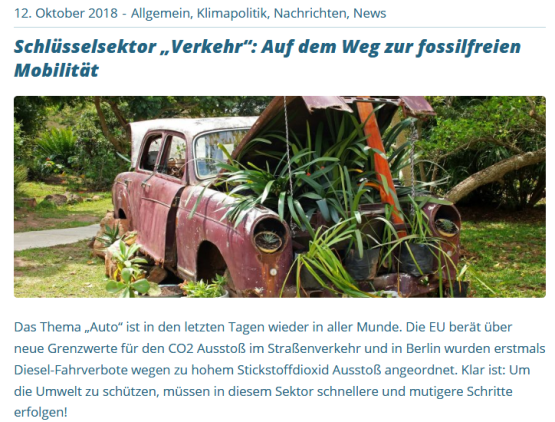 12. Oktober 2018 - Allgemein, Klimapolitik, Nachrichten, News
Schlüsselsektor „Verkehr“: Auf dem Weg zur fossilfreien
Mobilität
Das Thema „Auto“ ist in den letzten Tagen wieder in aller Munde. Die EU berät über
neue Grenzwerte für den CO2 Ausstoß im Straßenverkehr und in Berlin wurden erstmals
Diesel-Fahrverbote wegen zu hohem Stickstoffdioxid Ausstoß angeordnet. Klar ist: Um
die Umwelt zu schützen, müssen in diesem Sektor schnellere und mutigere Schritte
erfolgen!